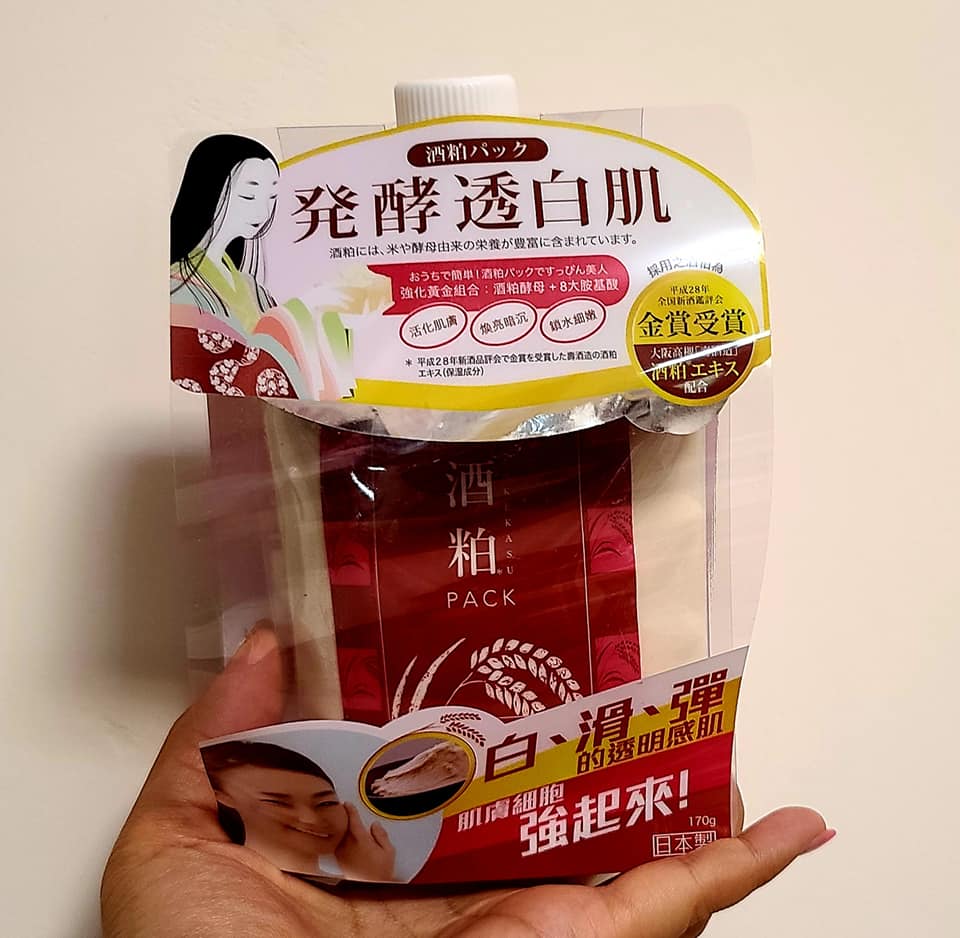 酒粕パック
発酵透白肌
酒粕には、米や酵母由来の栄養が豊富に含まれています。
おうちで簡単！酒粕パックですっぴん美人
強化黃金組合：酒粕酵母＋8大胺基酸
活化肌膚
煥亮暗沉
鎖水細嫩
＊ 平成28年新酒品評会で金賞を受賞した壽酒造の酒粕
エキス(保湿成分)
平成28年
全国新酒鑑評会
金賞受賞
酒粕エキス
配合
酒粕
KASU
PACK
白、滑、彈
的透明感肌
肌膚細胞
強起來！
170g
日本製